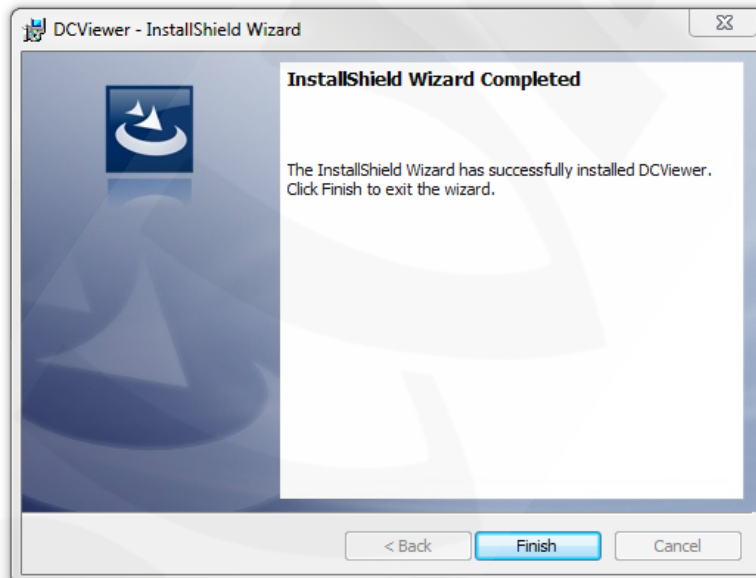 DCViewer - InstallShield Wizard
InstallShield Wizard Completed
The InstallShield Wizard has successfully installed DCViewer.
Click Finish to exit the wizard.
< Back
Finish
Cancel